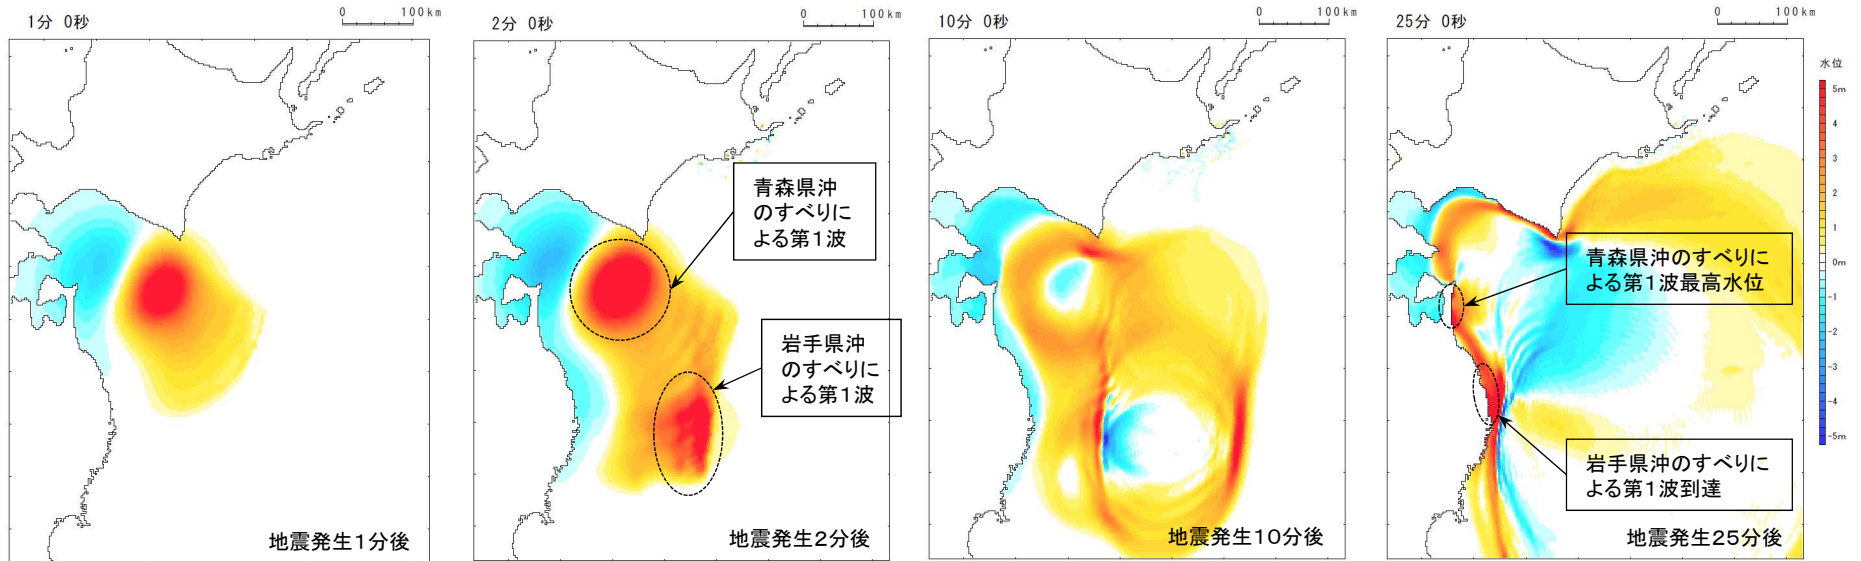 1分 0秒
0 100km
地震発生1分後
2分 0秒
0 100km
青森県沖
のすべりに
よる第1波
岩手県沖
のすべりに
よる第1波
地震発生2分後
10分 0秒
0 100km
地震発生10分後
25分 0秒
0 100km
青森県沖のすべりに
よる第1波最高水位
岩手県沖のすべりに
よる第1波到達
地震発生25分後
水位
5m
4
3
2
1
0m
-1
-2
-3
-4
-5m